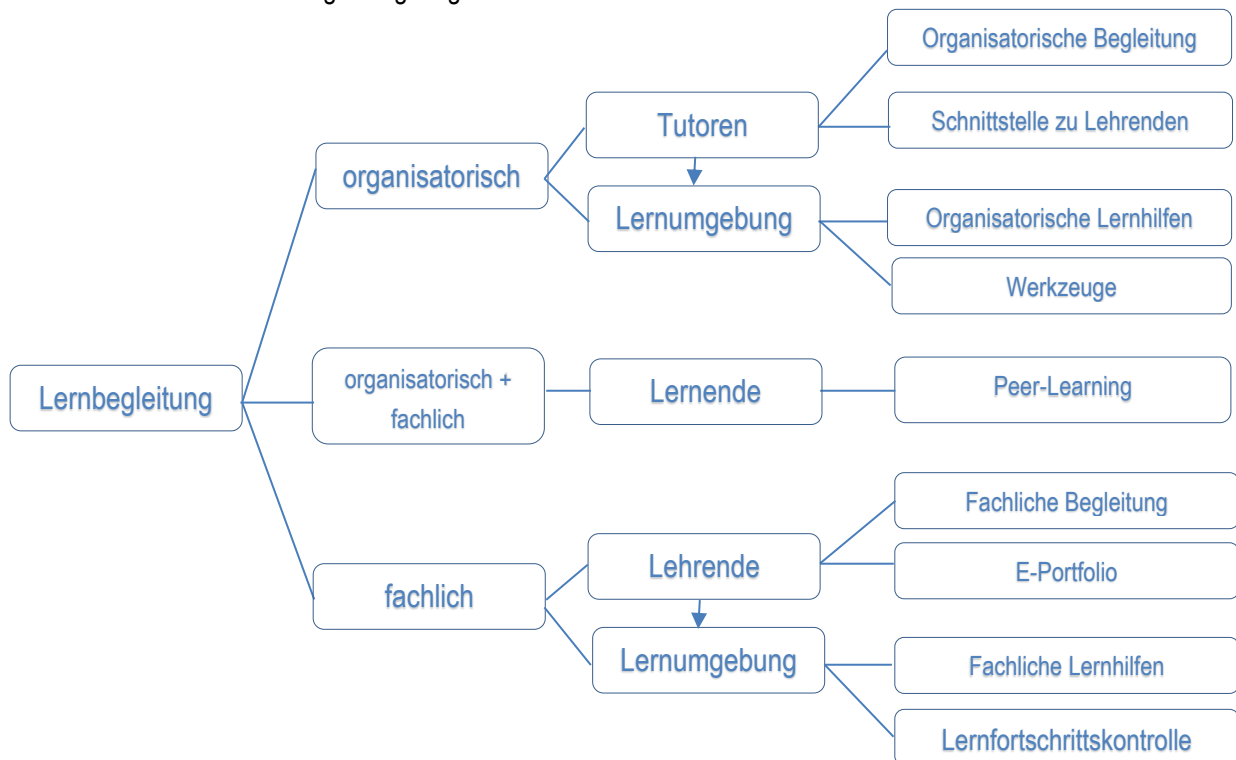 Organisatorische Begleitung
Tutoren
Schnittstelle zu Lehrenden
organisatorisch
Lernumgebung
Organisatorische Lernhilfen
Werkzeuge
Lernbegleitung
organisatorisch +
fachlich
Lernende
Peer-Learning
Fachliche Begleitung
Lehrende
E-Portfolio
fachlich
Lernumgebung
Fachliche Lernhilfen
Lernfortschrittskontrolle